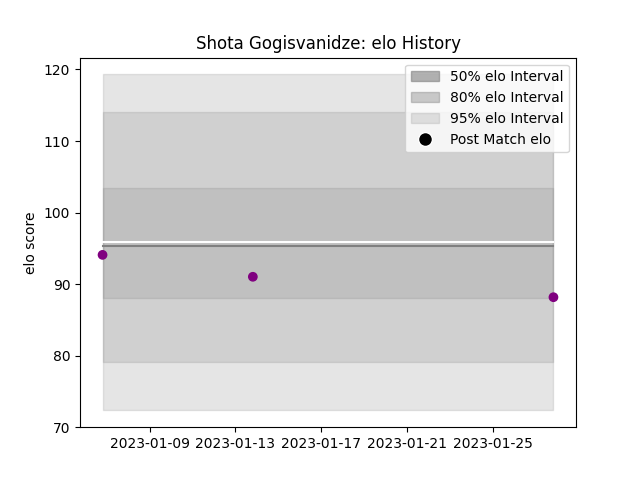 Shota Gogisvanidze: elo History
50% elo Interval
80% elo Interval
95% elo Interval
Post Match elo
elo score
120
110
100
90
80
70
2023-01-09 2023-01-13 2023-01-17 2023-01-21 2023-01-25